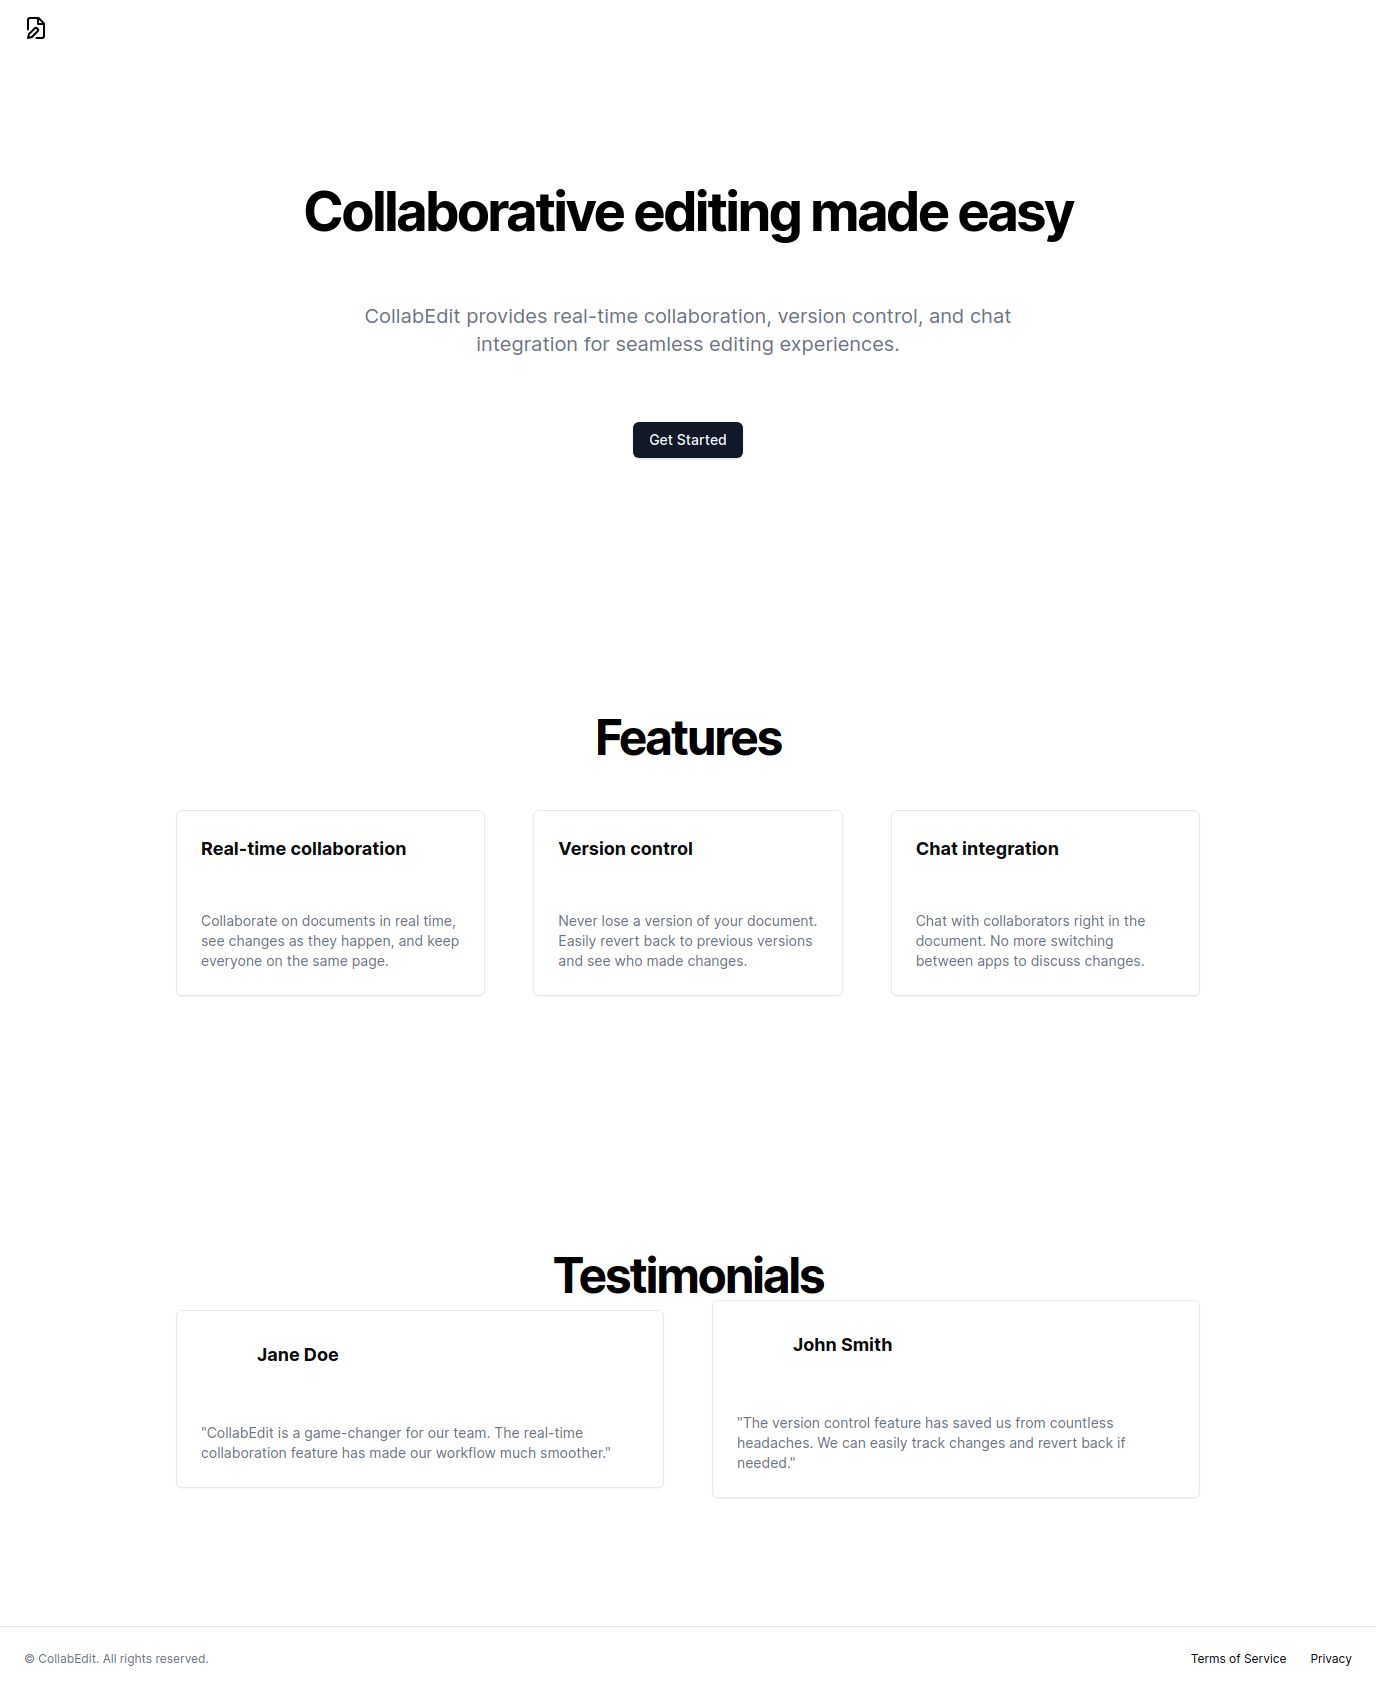 Collaborative editing made easy
CollabEdit provides real-time collaboration, version control, and chat
integration for seamless editing experiences.
Get Started
Features
Real-time collaboration
Collaborate on documents in real time,
see changes as they happen, and keep
everyone on the same page.
Version control
Never lose a version of your document.
Easily revert back to previous versions
and see who made changes.
Chat integration
Chat with collaborators right in the
document. No more switching
between apps to discuss changes.
Testimonials
Jane Doe
"CollabEdit is a game-changer for our team. The real-time
collaboration feature has made our workflow much smoother."
John Smith
"The version control feature has saved us from countless
headaches. We can easily track changes and revert back if
needed."
© CollabEdit. All rights reserved.
Terms of Service
Privacy